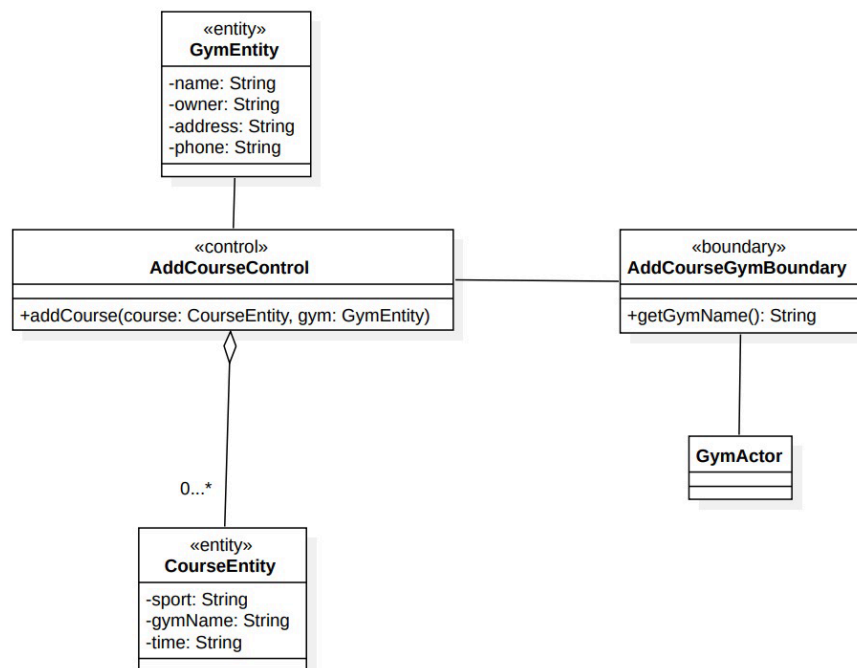 «entity»
GymEntity
-name: String
-owner: String
-address: String
-phone: String
«control»
AddCourseControl
+addCourse(course: CourseEntity, gym: GymEntity)
«boundary»
AddCourseGymBoundary
+getGymName(): String
GymActor
0...*
«entity»
CourseEntity
-sport: String
-gymName: String
-time: String